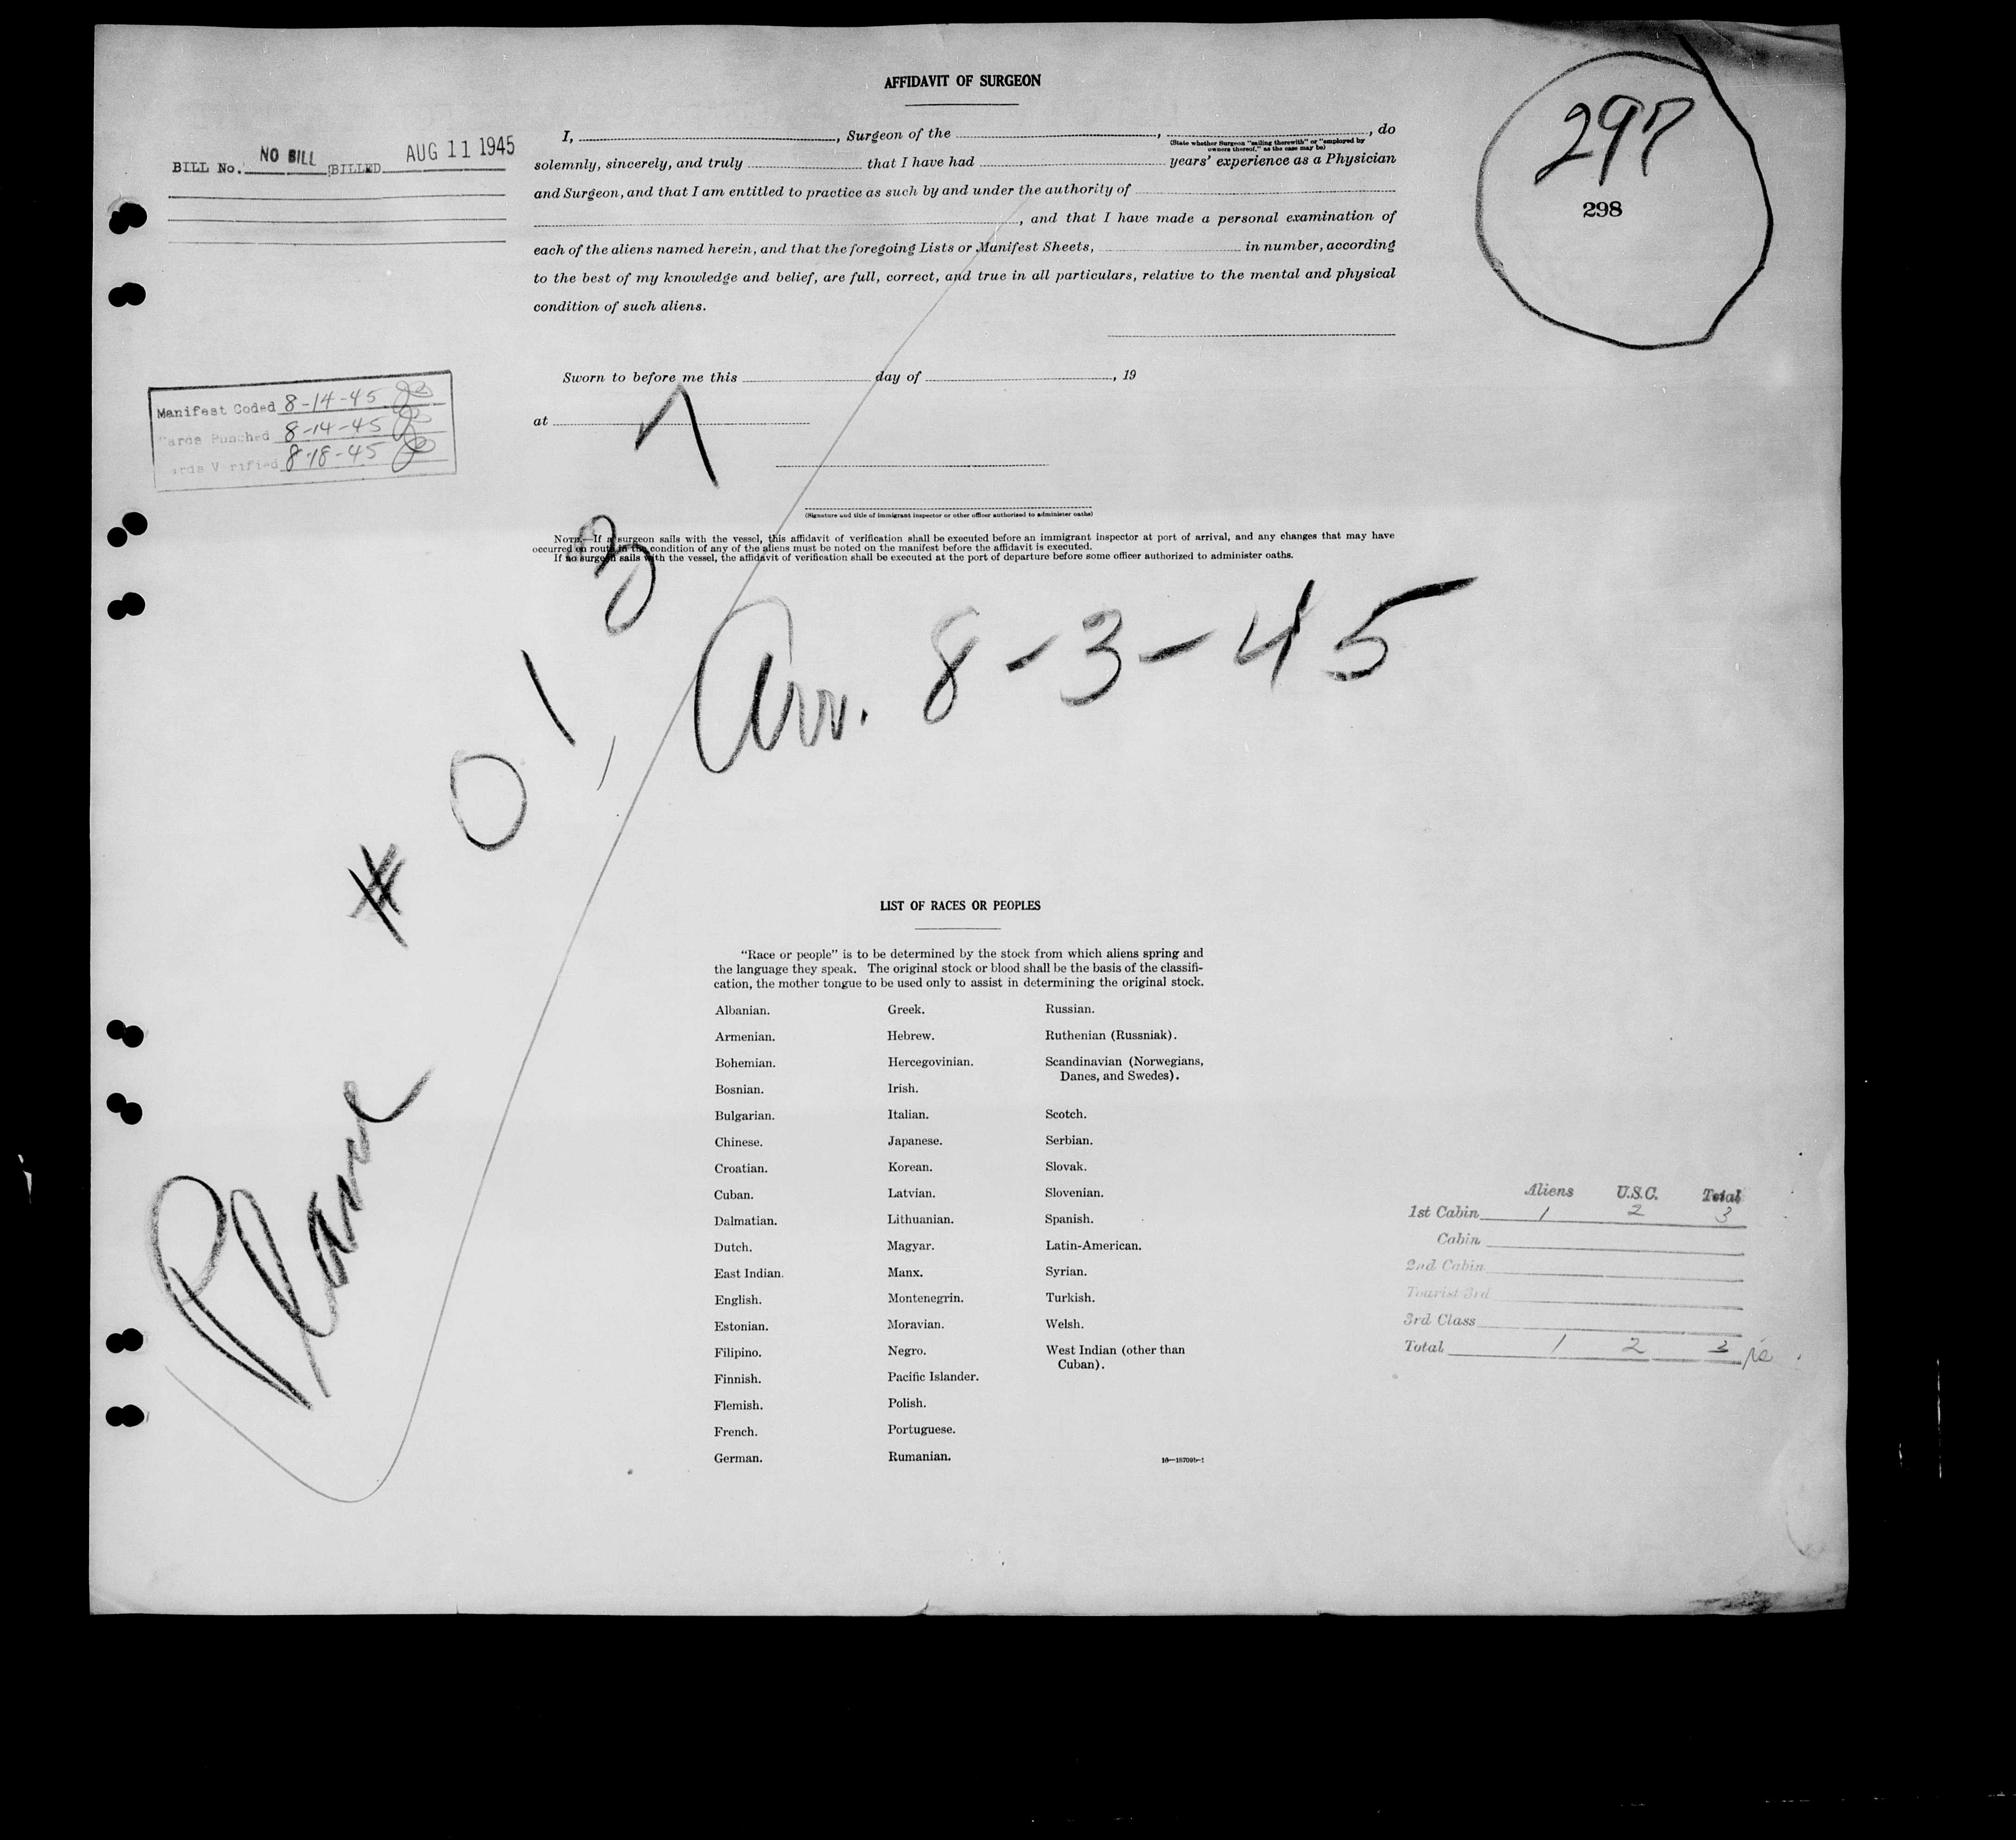 AFFIDAVIT OF SURGEON
I, , Surgeon of the , , do
(State whether Surgeon "sailing therewith" or "employed by
owners thereof," as the case may be)
solemnly, sincerely, and truly that I have had years' experience as a Physician
and Surgeon, and that I am entitled to practice as such by and under the authority of
, and that I have made a personal examination of
each of the aliens named herein, and that the foregoing Lists or Manifest Sheets, in number, according
to the best of my knowledge and belief, are full, correct, and true in all particulars, relative to the mental and physical
condition of such aliens.
Sworn to before me this day of , 19
at
(Signature and title of immigrant inspector or other officer authorized to administer oaths)
NOTE.—If a surgeon sails with the vessel, this affidavit of verification shall be executed before an immigrant inspector at port of arrival, and any changes that may have
occurred en route in the condition of any of the aliens must be noted on the manifest before the affidavit is executed.
If no surgeon sails with the vessel, the affidavit of verification shall be executed at the port of departure before some officer authorized to administer oaths.
BILL No. NO BILL BILLED AUG 11 1945
297
298
Manifest Coded 8-14-45
Cards Punched 8-14-45
Cards Verified 8-18-45
Plane # 01,37
Arr. 8-3-45
LIST OF RACES OR PEOPLES
"Race or people" is to be determined by the stock from which aliens spring and
the language they speak. The original stock or blood shall be the basis of the classifi-
cation, the mother tongue to be used only to assist in determining the original stock.
Albanian.
Armenian.
Bohemian.
Bosnian.
Bulgarian.
Chinese.
Croatian.
Cuban.
Dalmatian.
Dutch.
East Indian.
English.
Estonian.
Filipino.
Finnish.
Flemish.
French.
German.
Greek.
Hebrew.
Hercegovinian.
Irish.
Italian.
Japanese.
Korean.
Latvian.
Lithuanian.
Magyar.
Manx.
Montenegrin.
Moravian.
Negro.
Pacific Islander.
Polish.
Portuguese.
Rumanian.
Russian.
Ruthenian (Russniak).
Scandinavian (Norwegians,
Danes, and Swedes).
Scotch.
Serbian.
Slovak.
Slovenian.
Spanish.
Latin-American.
Syrian.
Turkish.
Welsh.
West Indian (other than
Cuban).
16—18709b-1
Aliens U.S.C. Total
1st Cabin 1 2 3
Cabin
2nd Cabin
Tourist 3rd
3rd Class
Total 1 2 3